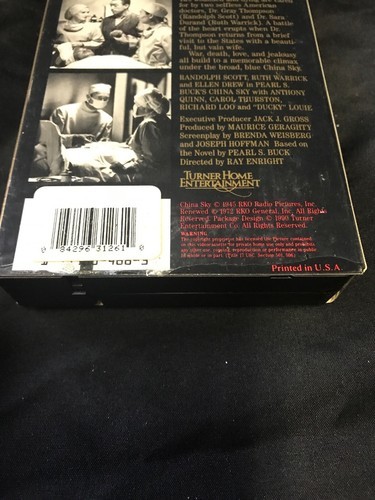 for by two selfless American
doctors, Dr. Gray Thompson
(Randolph Scott) and Dr. Sara
Durand (Ruth Warrick). A battle
of the heart erupts when Dr.
Thompson returns from a brief
visit to the States with a beauti-
ful, but vain wife.
War, death, love, and jealousy
all build to a memorable climax
under the broad, blue China Sky.
RANDOLPH SCOTT, RUTH WARRICK
and ELLEN DREW in PEARL S.
BUCK'S CHINA SKY with ANTHONY
QUINN, CAROL THURSTON,
RICHARD LOO and "DUCKY" LOUIE
Executive Producer JACK J. GROSS
Produced by MAURICE GERAGHTY
Screenplay by BRENDA WEISBERG
and JOSEPH HOFFMAN Based on
the Novel by PEARL S. BUCK
Directed by RAY ENRIGHT
TURNER HOME
ENTERTAINMENT
China Sky © 1945 RKO Radio Pictures, Inc.
Renewed © 1972 RKO General, Inc. All Rights
Reserved. Package Design © 1990 Turner
Entertainment Co. All Rights Reserved.
WARNING:
Printed in U.S.A.
0 84296 31261 0